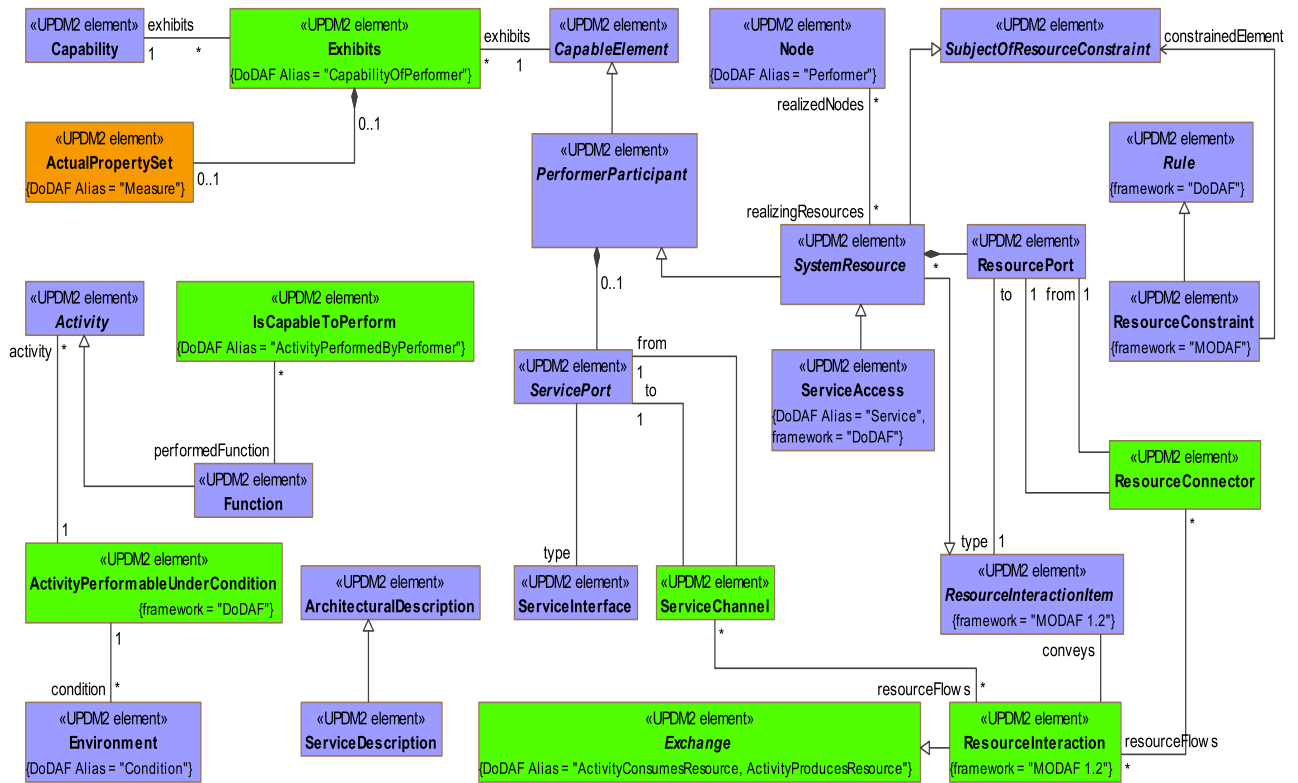 «UPDM2 element»
Capability
exhibits
1
*
«UPDM2 element»
Exhibits
{DoDAF Alias = "CapabilityOfPerformer"}
exhibits
*
1
«UPDM2 element»
CapableElement
«UPDM2 element»
Node
{DoDAF Alias = "Performer"}
realizedNodes
*
«UPDM2 element»
SubjectOfResourceConstraint
constrainedElement
0..1
«UPDM2 element»
ActualPropertySet
{DoDAF Alias = "Measure"}
0..1
«UPDM2 element»
PerformerParticipant
0..1
«UPDM2 element»
Rule
{framework = "DoDAF"}
realizingResources
*
«UPDM2 element»
SystemResource
*
«UPDM2 element»
ResourcePort
to
1
from
1
«UPDM2 element»
ResourceConstraint
{framework = "MODAF"}
«UPDM2 element»
Activity
activity
*
«UPDM2 element»
IsCapableToPerform
{DoDAF Alias = "ActivityPerformedByPerformer"}
*
performedFunction
«UPDM2 element»
Function
«UPDM2 element»
ServicePort
from
1
to
1
«UPDM2 element»
ServiceAccess
{DoDAF Alias = "Service",
framework = "DoDAF"}
«UPDM2 element»
ResourceConnector
*
1
«UPDM2 element»
ActivityPerformableUnderCondition
{framework = "DoDAF"}
1
condition
*
«UPDM2 element»
Environment
{DoDAF Alias = "Condition"}
«UPDM2 element»
ArchitecturalDescription
«UPDM2 element»
ServiceDescription
type
«UPDM2 element»
ServiceInterface
«UPDM2 element»
ServiceChannel
*
type
1
«UPDM2 element»
ResourceInteractionItem
{framework = "MODAF 1.2"}
conveys
resourceFlows
*
«UPDM2 element»
Exchange
{DoDAF Alias = "ActivityConsumesResource, ActivityProducesResource"}
«UPDM2 element»
ResourceInteraction
{framework = "MODAF 1.2"}
resourceFlows
*